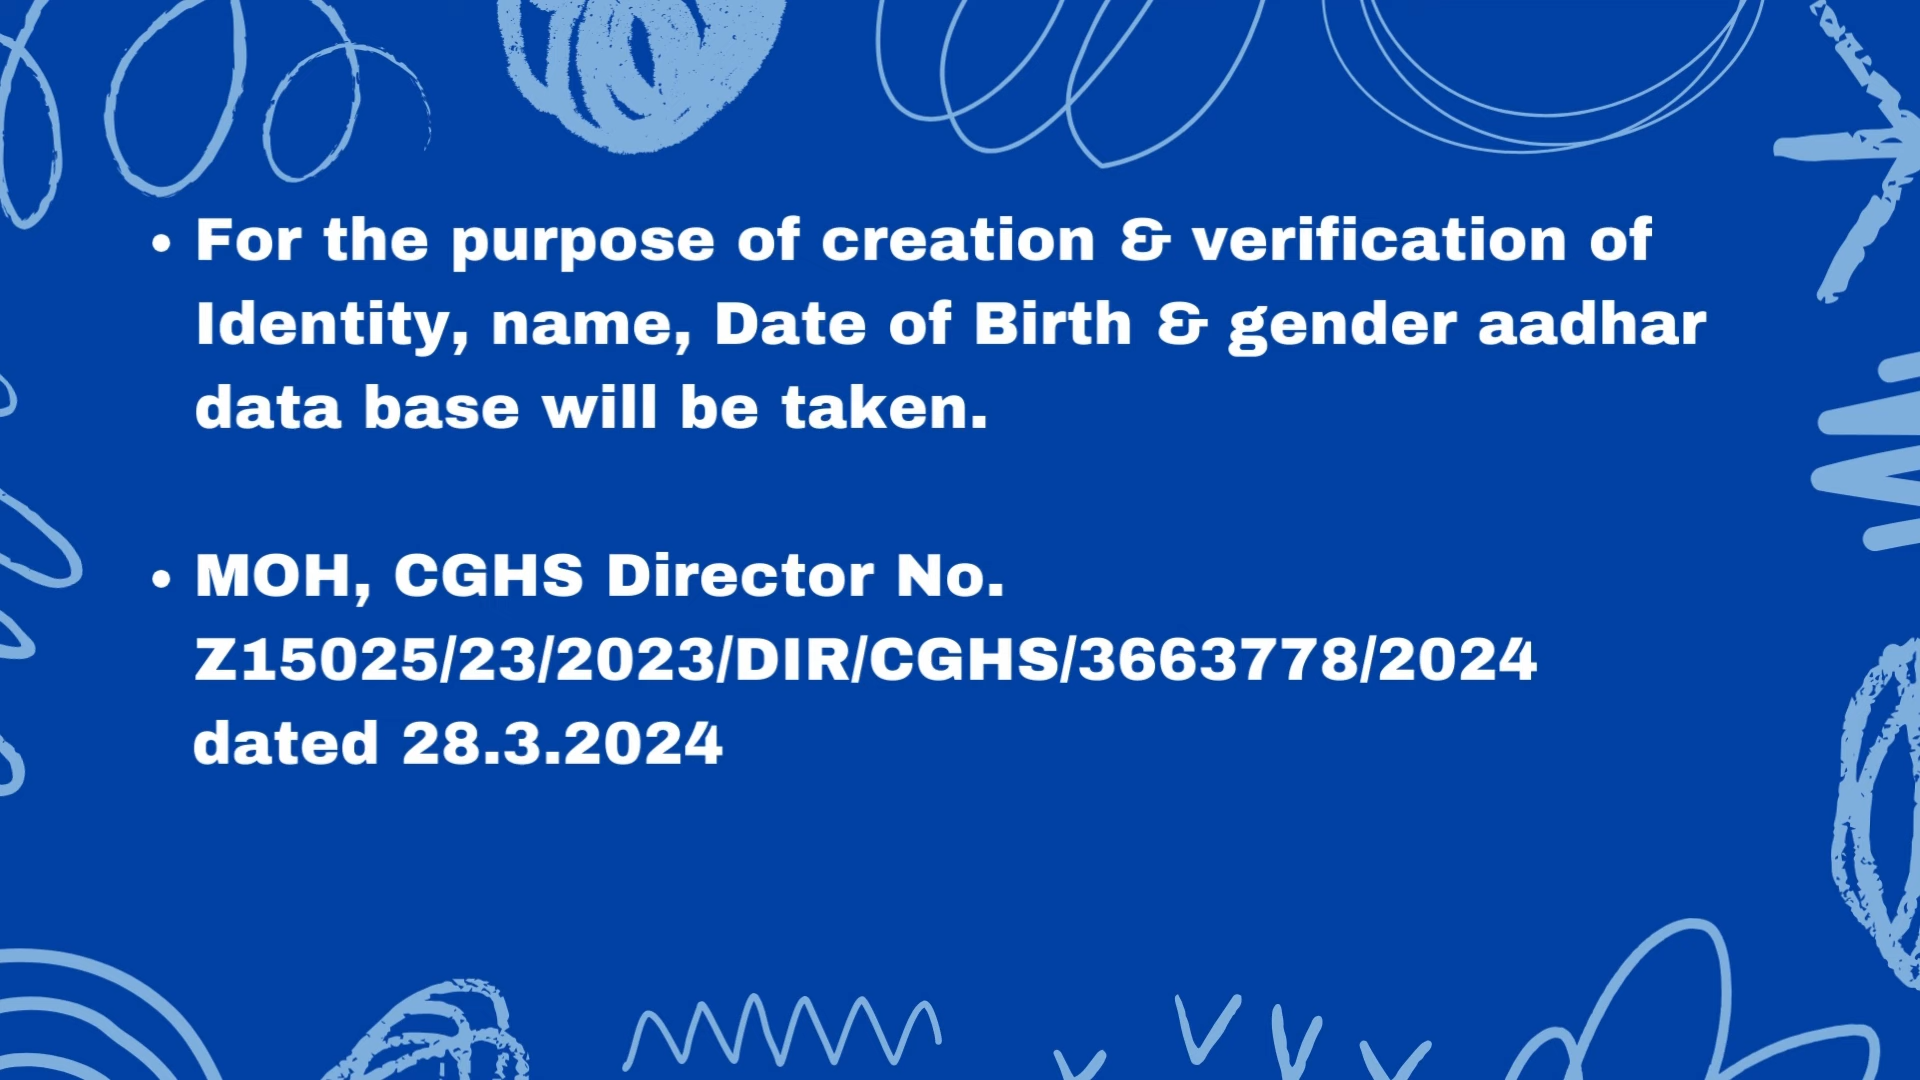 • For the purpose of creation & verification of
Identity, name, Date of Birth & gender aadhar
data base will be taken.
• MOH, CGHS Director No.
Z15025/23/2023/DIR/CGHS/3663778/2024
dated 28.3.2024